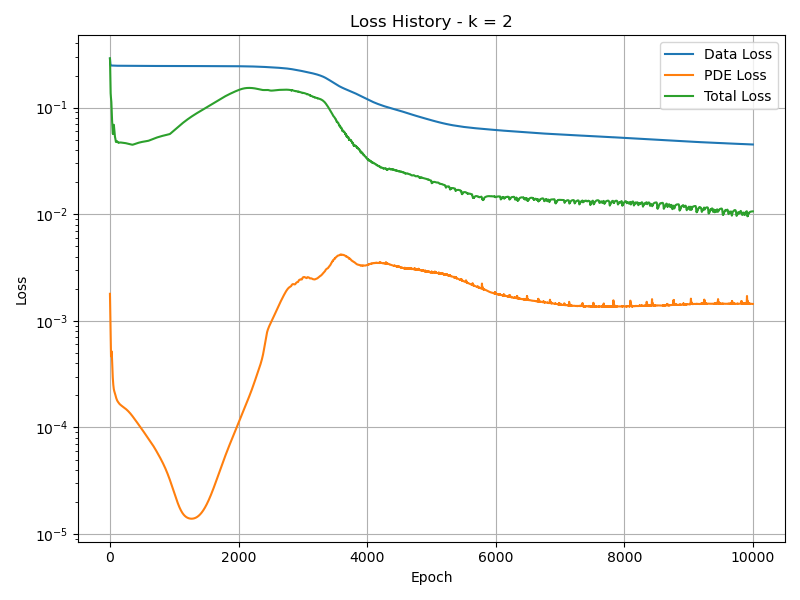 Loss History - k = 2
Data Loss
PDE Loss
Total Loss
10⁻¹
10⁻²
10⁻³
10⁻⁴
10⁻⁵
Loss
0 2000 4000 6000 8000 10000
Epoch